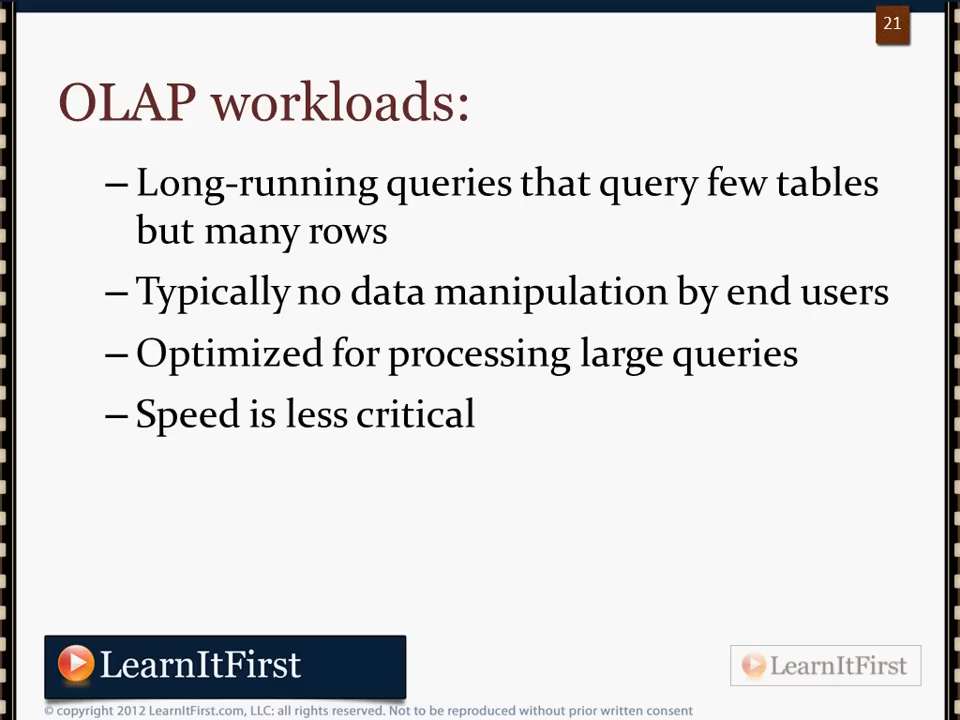 21
OLAP workloads:
– Long-running queries that query few tables
but many rows
– Typically no data manipulation by end users
– Optimized for processing large queries
– Speed is less critical
LearnItFirst
LearnItFirst
© copyright 2012 LearnItFirst.com, LLC: all rights reserved. Not to be reproduced without prior written consent